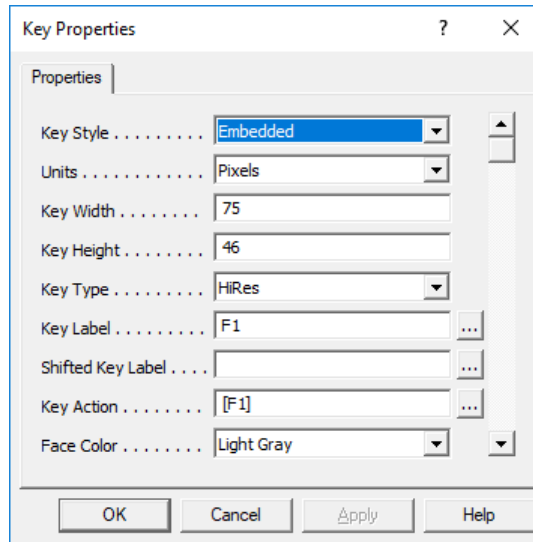 Key Properties ? X
Properties
Key Style . . . . . . . . . Embedded
Units . . . . . . . . . . . . Pixels
Key Width . . . . . . . . 75
Key Height . . . . . . . . 46
Key Type . . . . . . . . . HiRes
Key Label . . . . . . . . . F1 ...
Shifted Key Label . . . . ...
Key Action . . . . . . . . [F1] ...
Face Color . . . . . . . . Light Gray
OK Cancel Apply Help